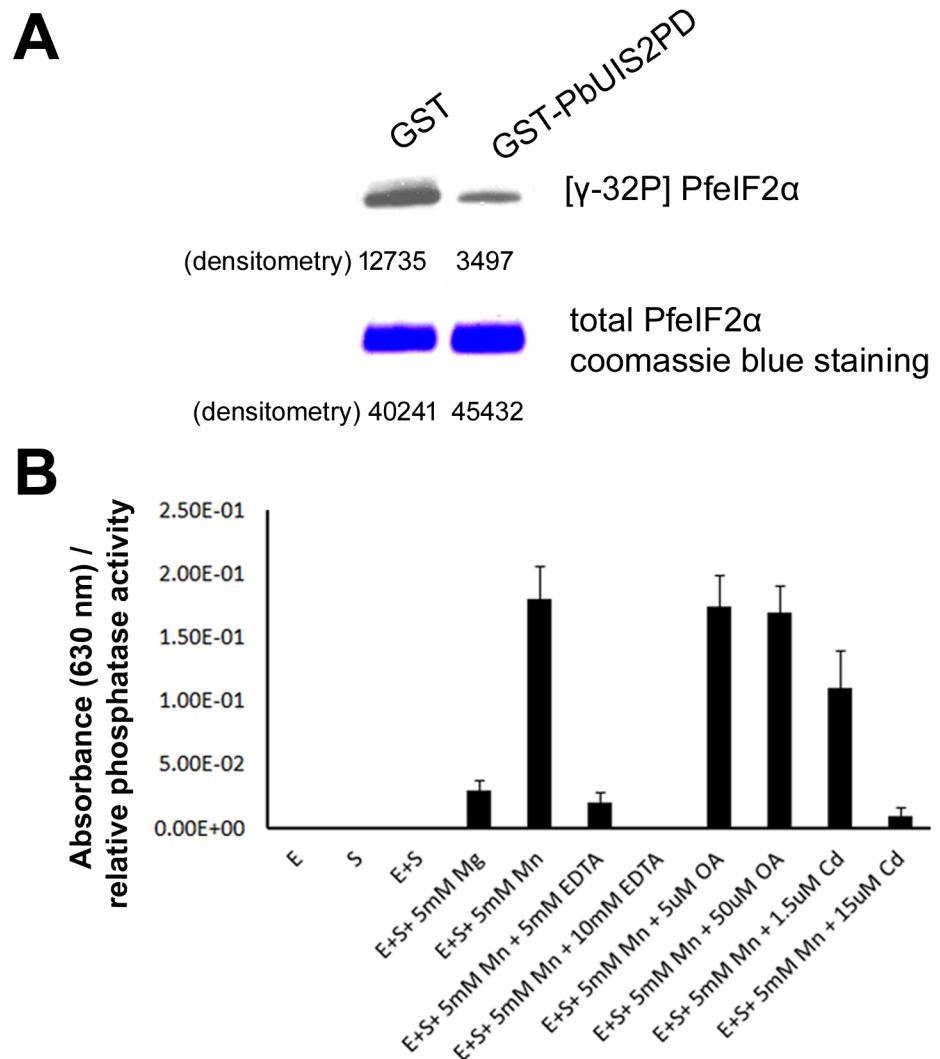 A
GST
GST-PbUIS2PD
[γ-32P] PfeIF2α
(densitometry) 12735 3497
total PfeIF2α
coomassie blue staining
(densitometry) 40241 45432
B
Absorbance (630 nm) /
relative phosphatase activity
2.50E-01
2.00E-01
1.50E-01
1.00E-01
5.00E-02
0.00E+00
E
S
E+S
E+S+ 5mM Mg
E+S+ 5mM Mn
E+S+ 5mM Mn + 5mM EDTA
E+S+ 5mM Mn + 10mM EDTA
E+S+ 5mM Mn + 5uM OA
E+S+ 5mM Mn + 50uM OA
E+S+ 5mM Mn + 1.5uM Cd
E+S+ 5mM Mn + 15uM Cd